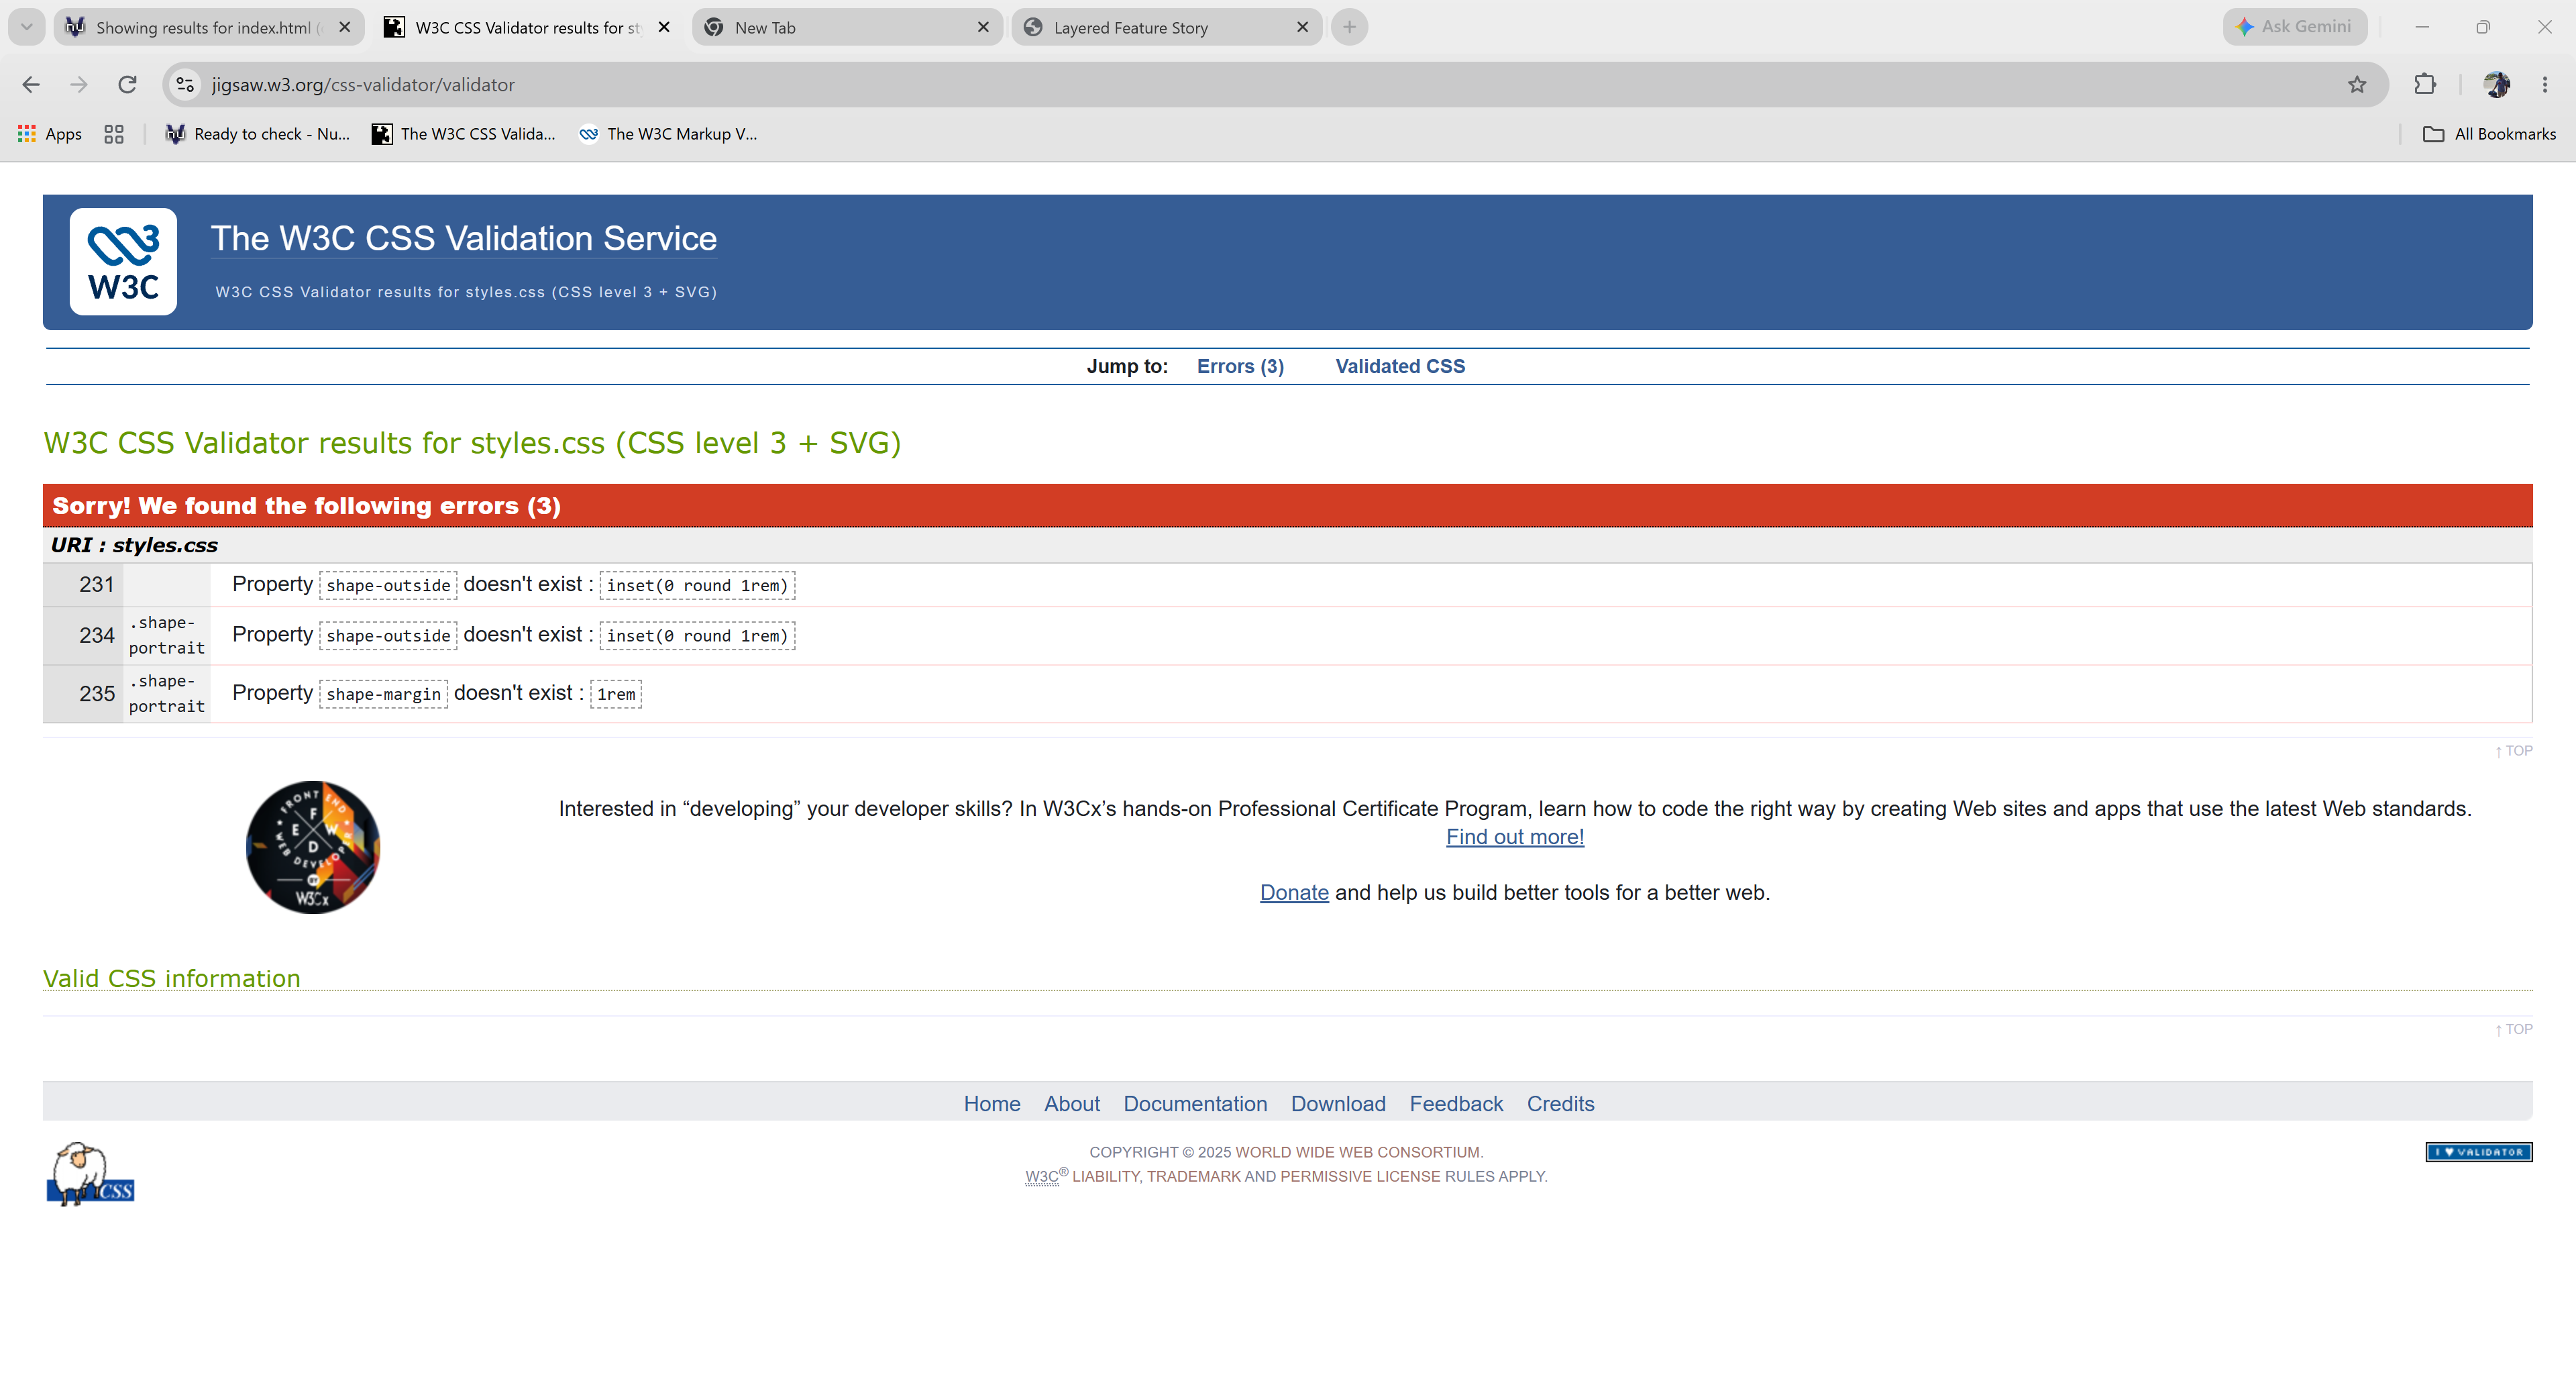 Showing results for index.html (
W3C CSS Validator results for st
New Tab
Layered Feature Story
Ask Gemini
jigsaw.w3.org/css-validator/validator
Apps
Ready to check - Nu...
The W3C CSS Valida...
The W3C Markup V...
All Bookmarks
W3C
The W3C CSS Validation Service
W3C CSS Validator results for styles.css (CSS level 3 + SVG)
Jump to: Errors (3) Validated CSS
W3C CSS Validator results for styles.css (CSS level 3 + SVG)
Sorry! We found the following errors (3)
URI : styles.css
231 Property shape-outside doesn't exist : inset(0 round 1rem)
234 .shape-portrait Property shape-outside doesn't exist : inset(0 round 1rem)
235 .shape-portrait Property shape-margin doesn't exist : 1rem
↑ TOP
FRONT END
F
E W
D
WEB DEVELOP
BY
W3Cx
Interested in “developing” your developer skills? In W3Cx’s hands-on Professional Certificate Program, learn how to code the right way by creating Web sites and apps that use the latest Web standards.
Find out more!
Donate and help us build better tools for a better web.
Valid CSS information
↑ TOP
Home About Documentation Download Feedback Credits
CSS
COPYRIGHT © 2025 WORLD WIDE WEB CONSORTIUM.
W3C® LIABILITY, TRADEMARK AND PERMISSIVE LICENSE RULES APPLY.
I ♥ VALIDATOR